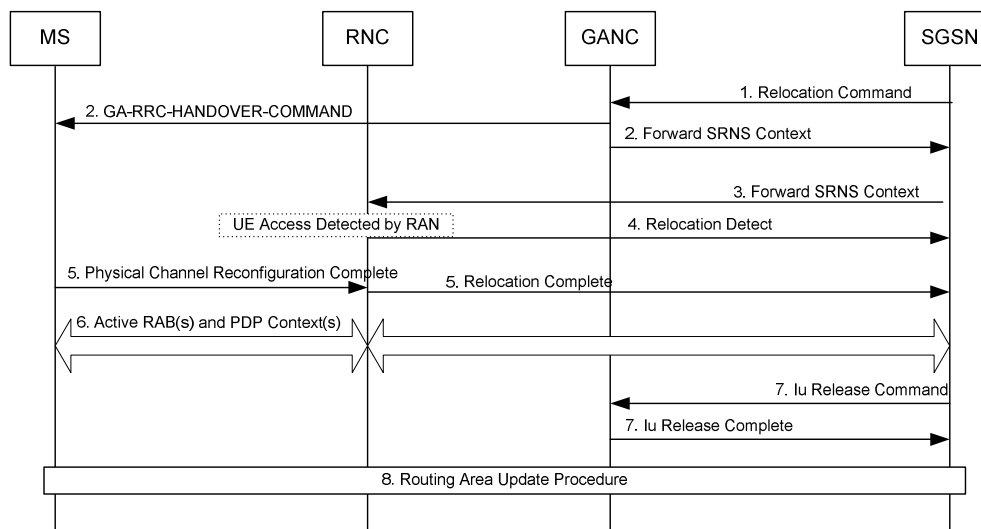 MS
RNC
GANC
SGSN
1. Relocation Command
2. GA-RRC-HANDOVER-COMMAND
2. Forward SRNS Context
3. Forward SRNS Context
UE Access Detected by RAN
4. Relocation Detect
5. Physical Channel Reconfiguration Complete
5. Relocation Complete
6. Active RAB(s) and PDP Context(s)
7. Iu Release Command
7. Iu Release Complete
8. Routing Area Update Procedure